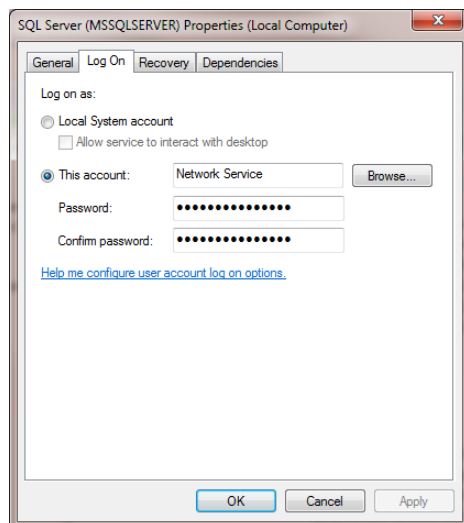 SQL Server (MSSQLSERVER) Properties (Local Computer)
General Log On Recovery Dependencies
Log on as:
Local System account
Allow service to interact with desktop
This account: Network Service Browse...
Password: •••••••••••••••
Confirm password: •••••••••••••••
Help me configure user account log on options.
OK Cancel Apply